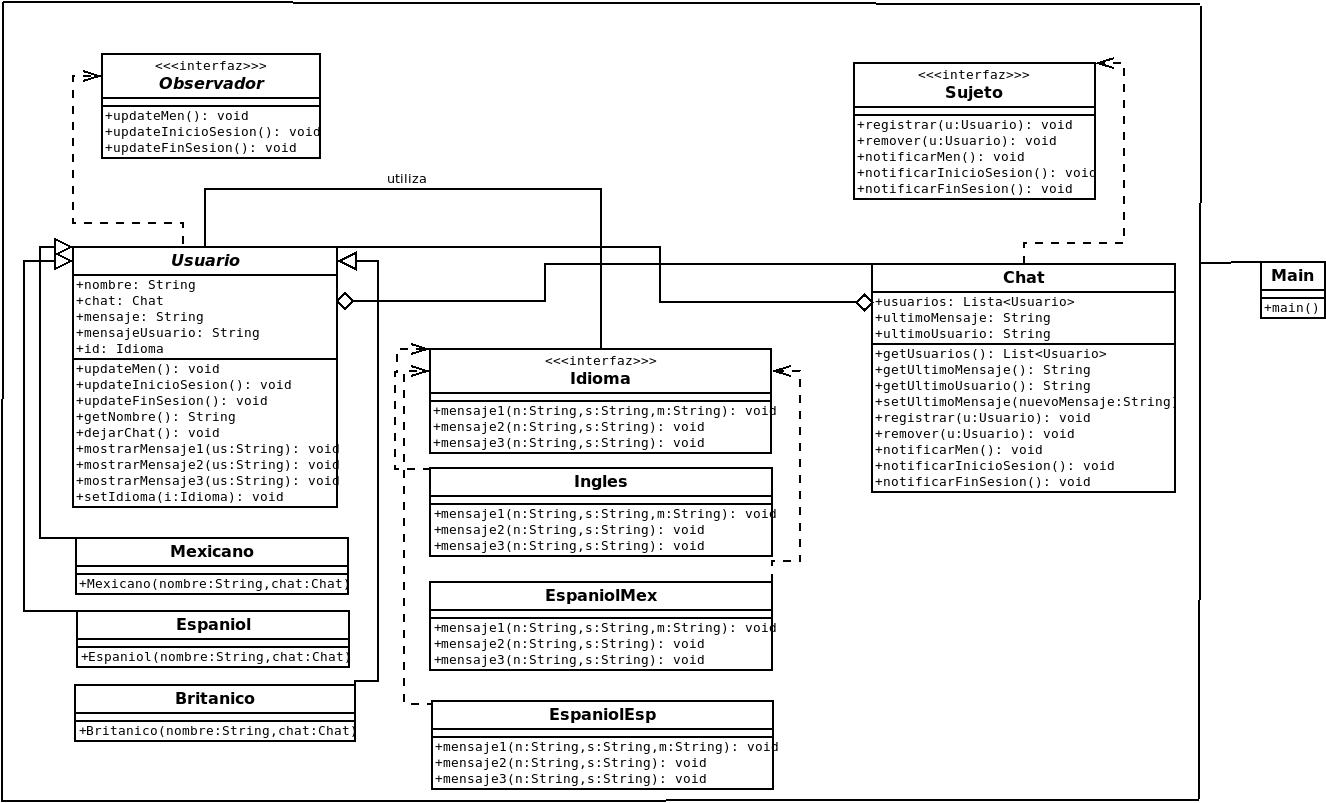 <<<interfaz>>>
Observador
+updateMen(): void
+updateInicioSesion(): void
+updateFinSesion(): void
<<<interfaz>>>
Sujeto
+registrar(u:Usuario): void
+remover(u:Usuario): void
+notificarMen(): void
+notificarInicioSesion(): void
+notificarFinSesion(): void
utiliza
Usuario
+nombre: String
+chat: Chat
+mensaje: String
+mensajeUsuario: String
+id: Idioma
+updateMen(): void
+updateInicioSesion(): void
+updateFinSesion(): void
+getNombre(): String
+dejarChat(): void
+mostrarMensaje1(us:String): void
+mostrarMensaje2(us:String): void
+mostrarMensaje3(us:String): void
+setIdioma(i:Idioma): void
Chat
+usuarios: Lista<Usuario>
+ultimoMensaje: String
+ultimoUsuario: String
+getUsuarios(): List<Usuario>
+getUltimoMensaje(): String
+getUltimoUsuario(): String
+setUltimoMensaje(nuevoMensaje:String)
+registrar(u:Usuario): void
+remover(u:Usuario): void
+notificarMen(): void
+notificarInicioSesion(): void
+notificarFinSesion(): void
Main
+main()
<<<interfaz>>>
Idioma
+mensaje1(n:String,s:String,m:String): void
+mensaje2(n:String,s:String): void
+mensaje3(n:String,s:String): void
Ingles
+mensaje1(n:String,s:String,m:String): void
+mensaje2(n:String,s:String): void
+mensaje3(n:String,s:String): void
Mexicano
+Mexicano(nombre:String,chat:Chat)
EspaniolMex
+mensaje1(n:String,s:String,m:String): void
+mensaje2(n:String,s:String): void
+mensaje3(n:String,s:String): void
Espaniol
+Espaniol(nombre:String,chat:Chat)
Britanico
+Britanico(nombre:String,chat:Chat)
EspaniolEsp
+mensaje1(n:String,s:String,m:String): void
+mensaje2(n:String,s:String): void
+mensaje3(n:String,s:String): void